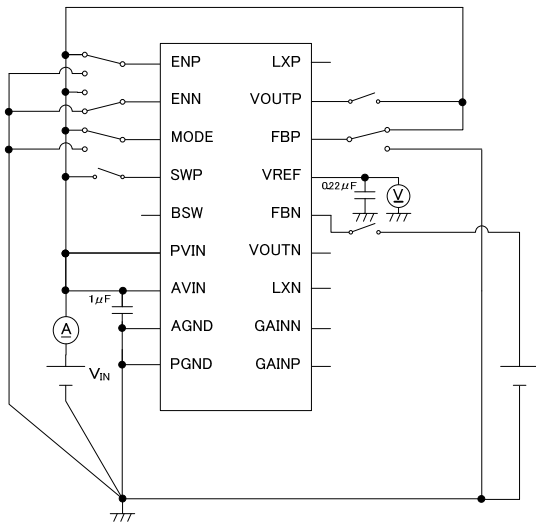 ENP
LXP
ENN
VOUTP
MODE
FBP
SWP
VREF
0.22μF
V
BSW
FBN
PVIN
VOUTN
1μF
AVIN
LXN
A
AGND
GAINN
VIN
PGND
GAINP